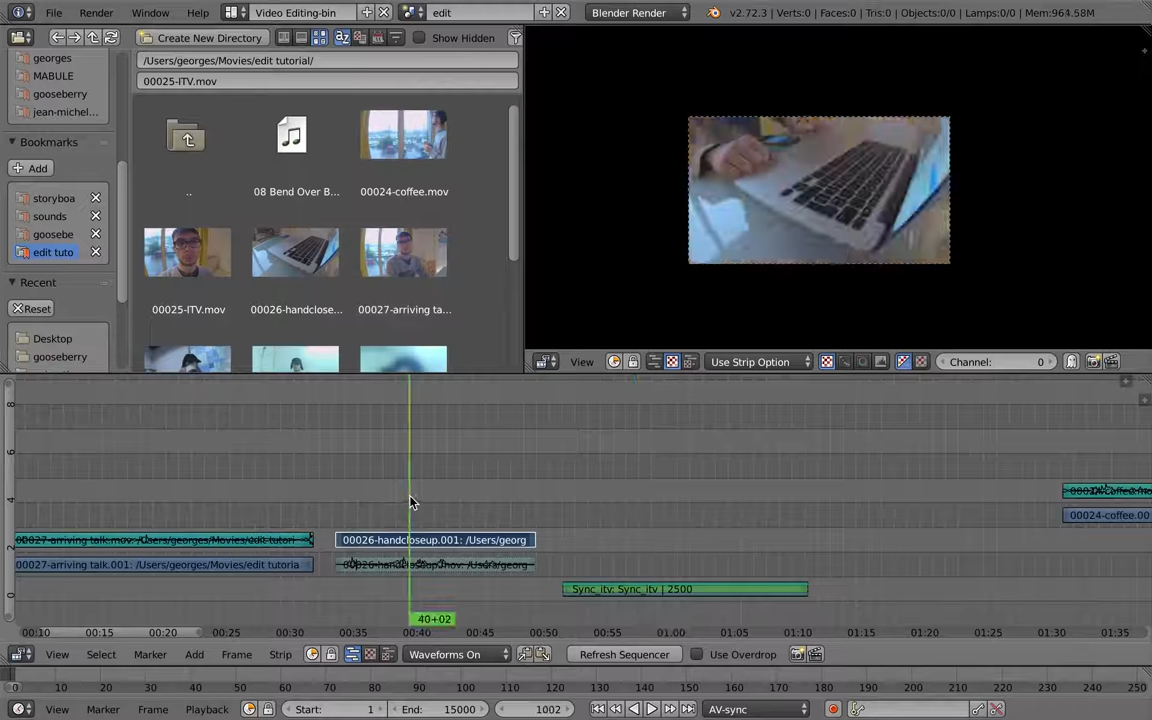 File Render Window Help Video Editing-bin edit Blender Render v2.72.3 | Verts:0 | Faces:0 | Tris:0 | Objects:0/0 | Lamps:0/0 | Mem:964.58M
Create New Directory Show Hidden
georges
MABULE
gooseberry
jean-michel...
Bookmarks
Add
storyboa
sounds
goosebe
edit tuto
Recent
Reset
Desktop
gooseberry
/Users/georges/Movies/edit tutorial/
00025-ITV.mov
.. 08 Bend Over B... 00024-coffee.mov
00025-ITV.mov 00026-handclose... 00027-arriving ta...
View Use Strip Option Channel: 0
8
6
4
2
0
00024-coffee.00
00027-arriving talk.mov: /Users/georges/Movies/edit tutori
00026-handcloseup.001: /Users/georg
00027-arriving talk.001: /Users/georges/Movies/edit tutoria
00026-handcloseup.mov: /Users/georg
Sync_itv: Sync_itv | 2500
40+02
00:10 00:15 00:20 00:25 00:30 00:35 00:40 00:45 00:50 00:55 01:00 01:05 01:10 01:15 01:20 01:25 01:30 01:35
View Select Marker Add Frame Strip Waveforms On Refresh Sequencer Use Overdrop
0 10 20 30 40 50 60 70 80 90 100 110 120 130 140 150 160 170 180 190 200 210 220 230 240 250
View Marker Frame Playback Start: 1 End: 15000 1002 AV-sync